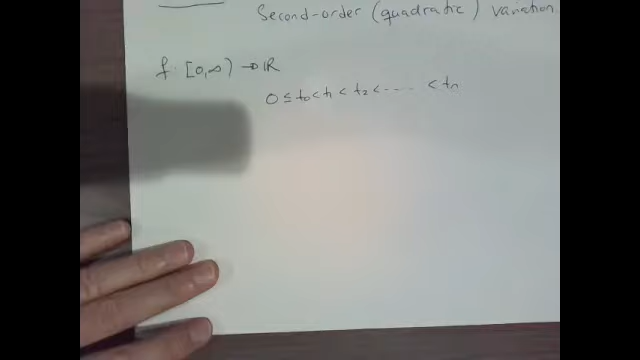 Second-order (quadratic) variation
f: [0,∞) → ℝ
0 ≤ t₀ < t₁ < t₂ < ---- < tₙ